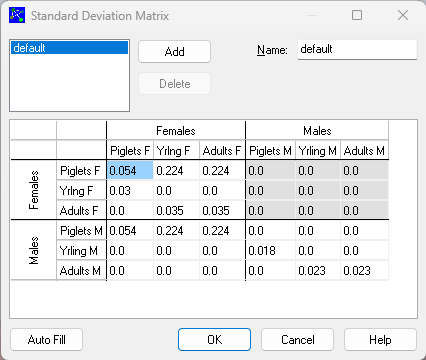 Standard Deviation Matrix
default
Add
Delete
Name:
default
Females Males
Piglets F Yrlng F Adults F Piglets M Yrling M Adults M
Females
Piglets F 0.054 0.224 0.224 0.0 0.0 0.0
Yrlng F 0.03 0.0 0.0 0.0 0.0 0.0
Adults F 0.0 0.035 0.035 0.0 0.0 0.0
Males
Piglets M 0.054 0.224 0.224 0.0 0.0 0.0
Yrling M 0.0 0.0 0.0 0.018 0.0 0.0
Adults M 0.0 0.0 0.0 0.0 0.023 0.023
Auto Fill OK Cancel Help